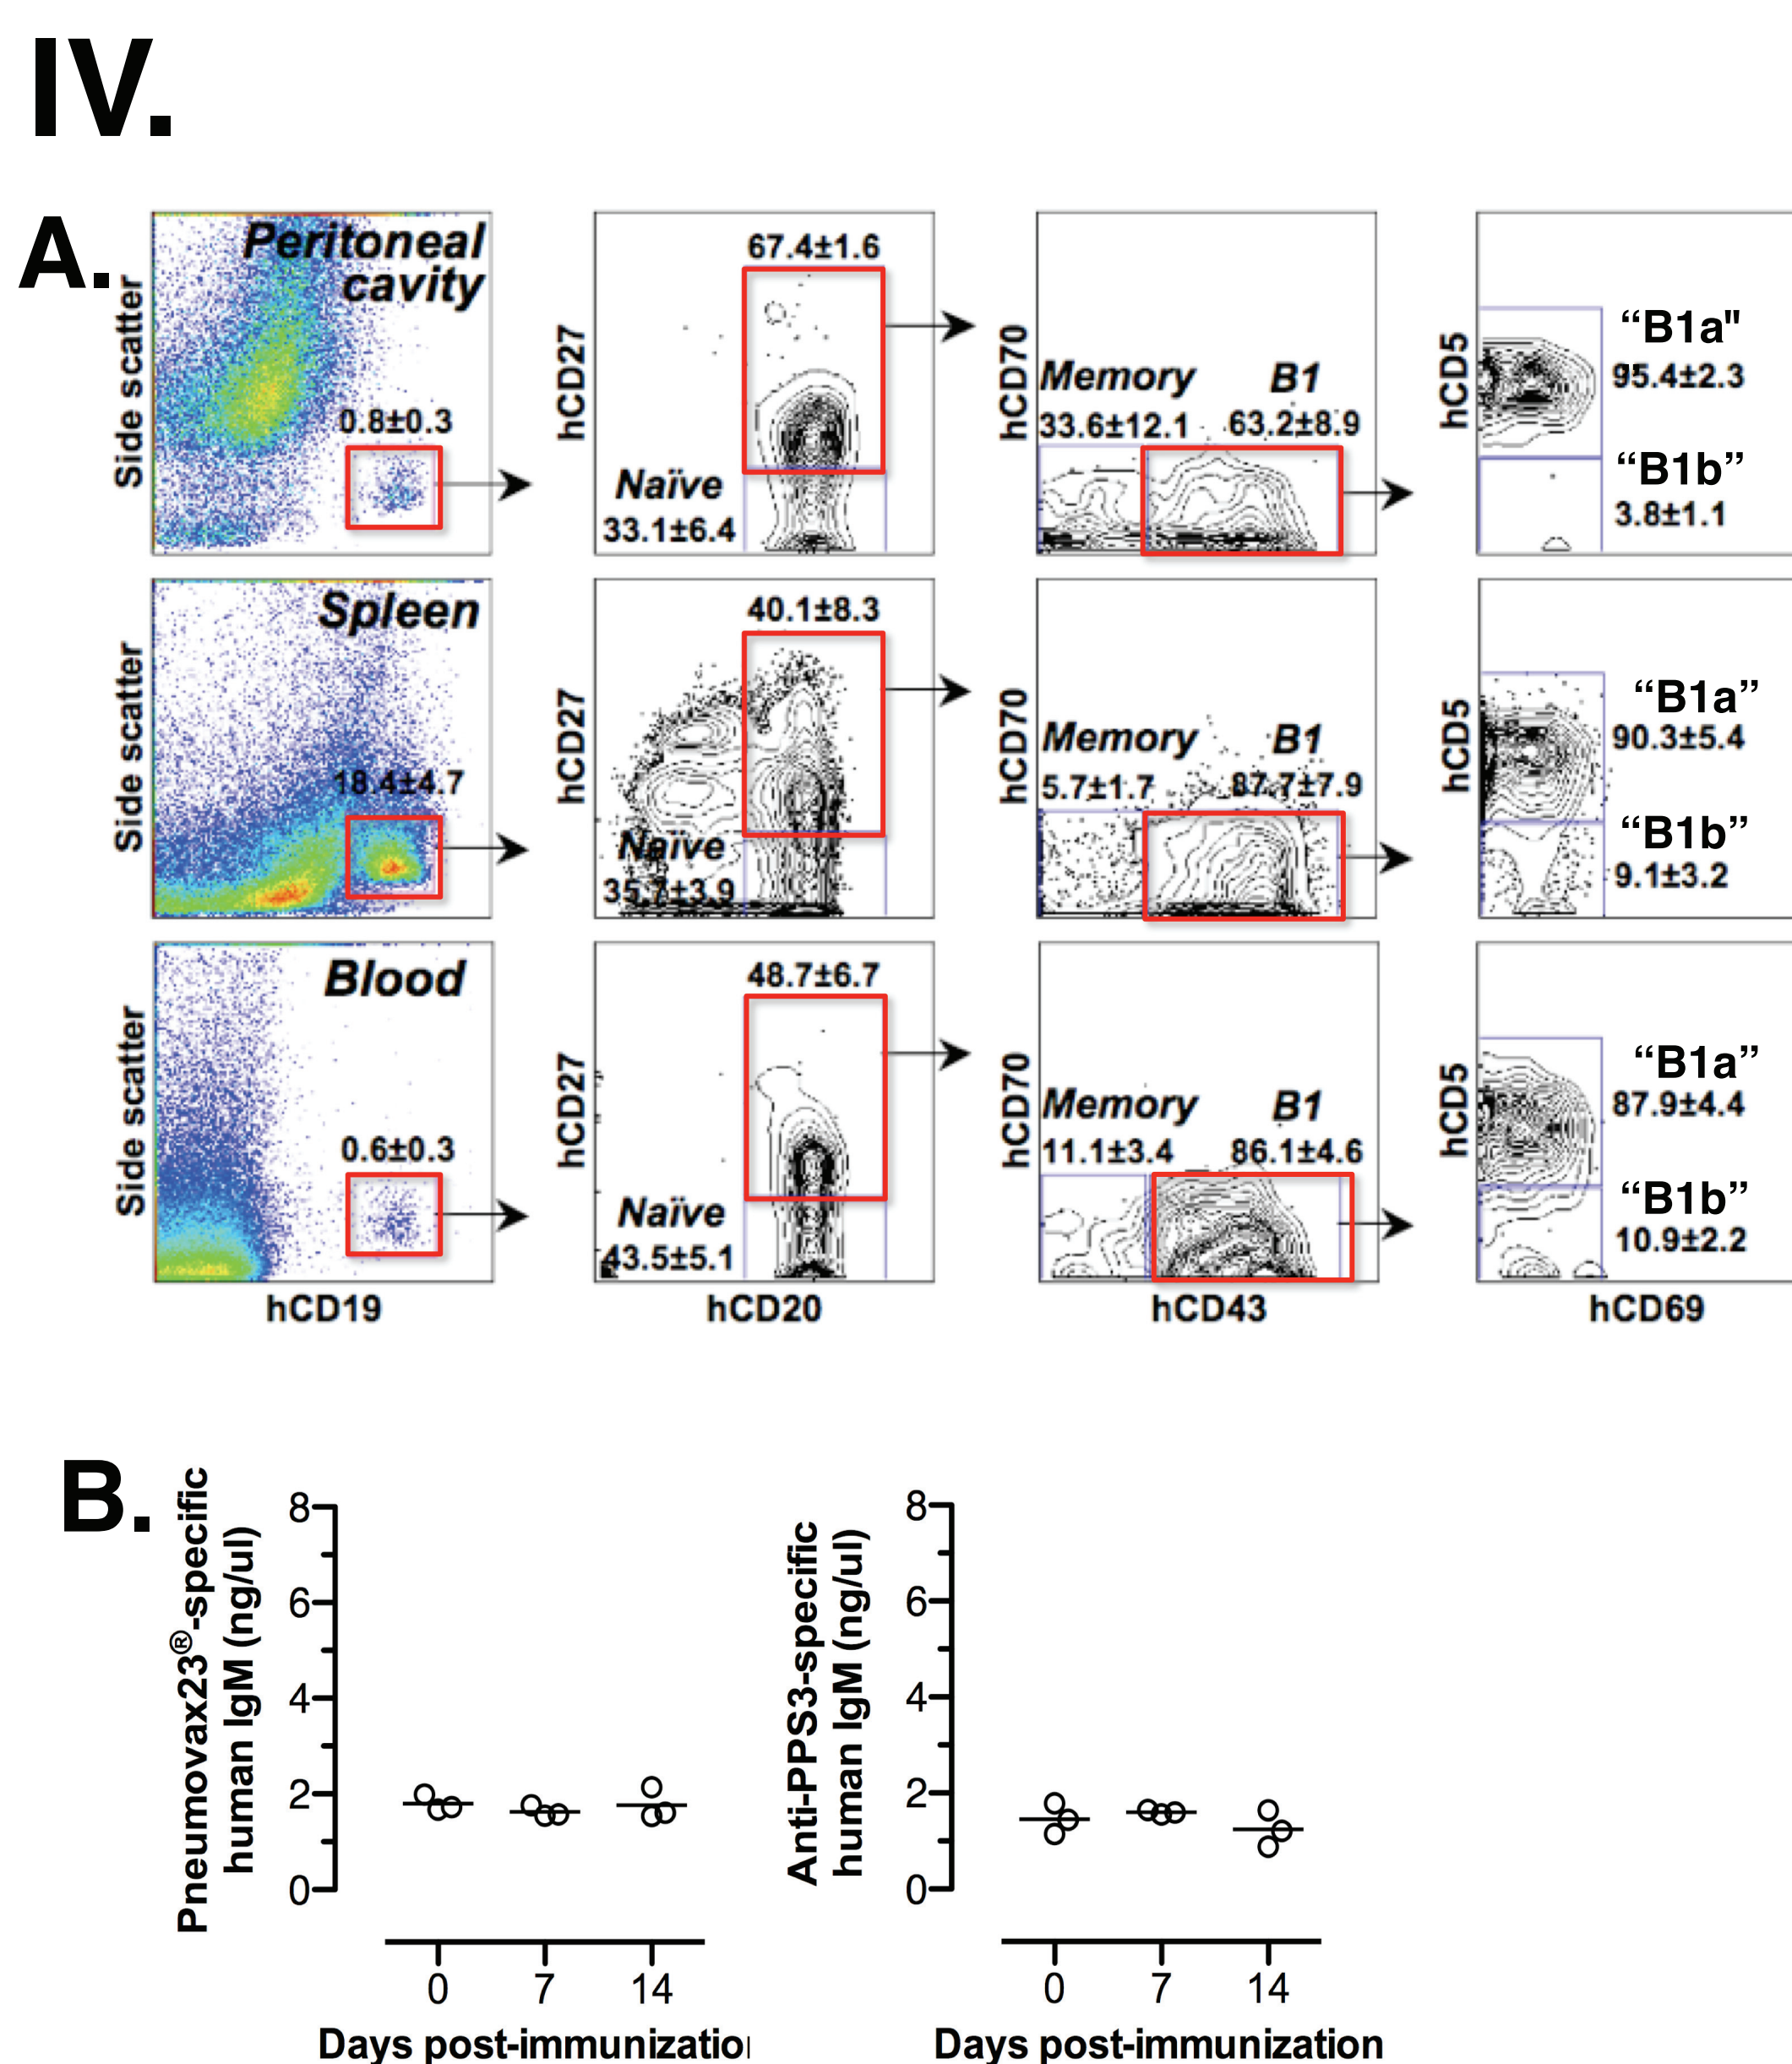 IV.
A.
Peritoneal
cavity
Side scatter
0.8±0.3
67.4±1.6
hCD27
Naïve
33.1±6.4
hCD70
Memory
33.6±12.1
B1
63.2±8.9
hCD5
“B1a"
95.4±2.3
“B1b”
3.8±1.1
Spleen
Side scatter
18.4±4.7
40.1±8.3
hCD27
Naïve
35.7±3.9
hCD70
Memory
5.7±1.7
B1
87.7±7.9
hCD5
“B1a”
90.3±5.4
“B1b”
9.1±3.2
Blood
Side scatter
0.6±0.3
48.7±6.7
hCD27
Naïve
43.5±5.1
hCD70
Memory
11.1±3.4
B1
86.1±4.6
hCD5
“B1a”
87.9±4.4
“B1b”
10.9±2.2
hCD19
hCD20
hCD43
hCD69
B.
Pneumovax23®-specific
human IgM (ng/ul)
8
6
4
2
0
0 7 14
Days post-immunization
Anti-PPS3-specific
human IgM (ng/ul)
8
6
4
2
0
0 7 14
Days post-immunization